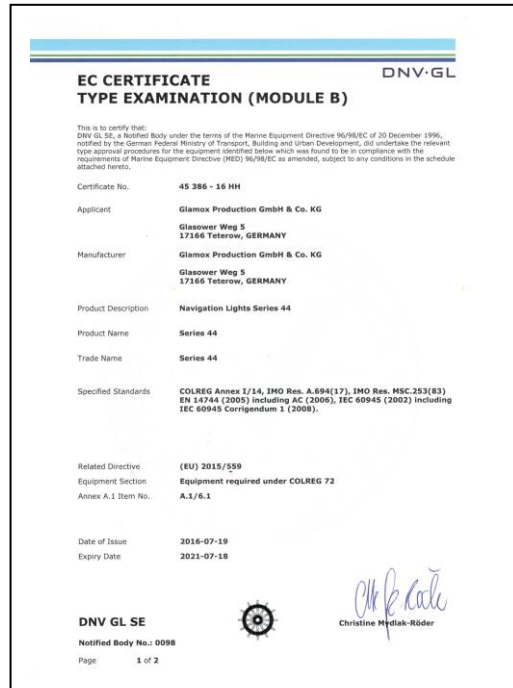 DNV·GL
EC CERTIFICATE
TYPE EXAMINATION (MODULE B)
This is to certify that:
DNV GL SE, a Notified Body under the terms of the Marine Equipment Directive 96/98/EC of 20 December 1996,
notified by the German Federal Ministry of Transport, Building and Urban Development, did undertake the relevant
type approval procedures for the equipment identified below which was found to be in compliance with the
requirements of Marine Equipment Directive (MED) 96/98/EC as amended, subject to any conditions in the schedule
attached hereto.
Certificate No. 45 386 - 16 HH
Applicant Glamox Production GmbH & Co. KG
Glasower Weg 5
17166 Teterow, GERMANY
Manufacturer Glamox Production GmbH & Co. KG
Glasower Weg 5
17166 Teterow, GERMANY
Product Description Navigation Lights Series 44
Product Name Series 44
Trade Name Series 44
Specified Standards COLREG Annex I/14, IMO Res. A.694(17), IMO Res. MSC.253(83)
EN 14744 (2005) including AC (2006), IEC 60945 (2002) including
IEC 60945 Corrigendum 1 (2008).
Related Directive (EU) 2015/559
Equipment Section Equipment required under COLREG 72
Annex A.1 Item No. A.1/6.1
Date of Issue 2016-07-19
Expiry Date 2021-07-18
DNV GL SE
Christine Mydlak-Röder
Notified Body No.: 0098
Page 1 of 2